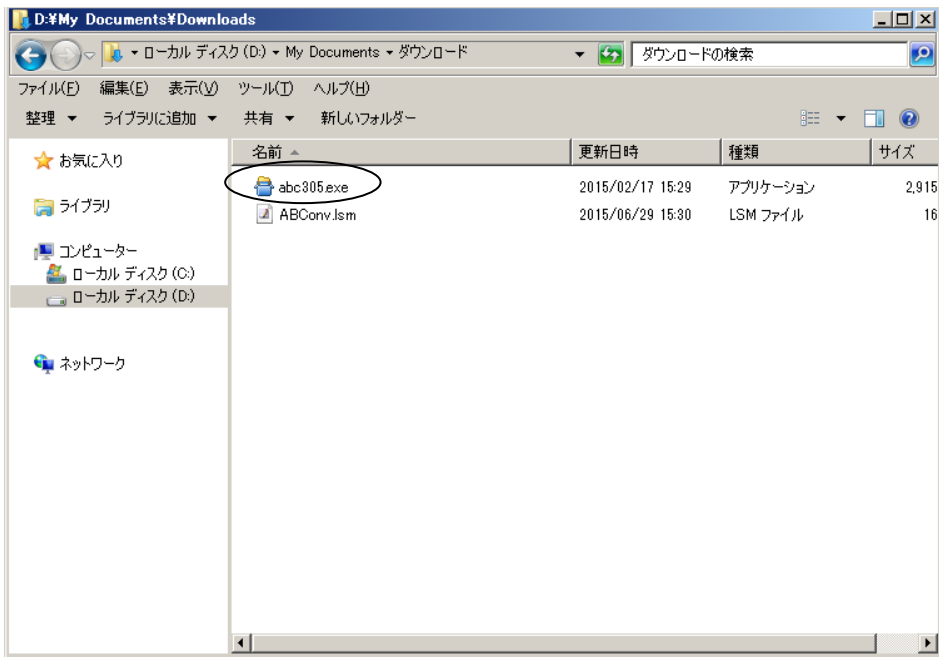 D:¥My Documents¥Downloads
ローカル ディスク (D:) ▾ My Documents ▾ ダウンロード
ダウンロードの検索
ファイル(F) 編集(E) 表示(V) ツール(T) ヘルプ(H)
整理 ▼ ライブラリに追加 ▼ 共有 ▼ 新しいフォルダー
名前 更新日時 種類 サイズ
お気に入り
ライブラリ
コンピューター
ローカル ディスク (C:)
ローカル ディスク (D:)
ネットワーク
abc305.exe 2015/02/17 15:29 アプリケーション 2,915
ABConv.lsm 2015/06/29 15:30 LSM ファイル 16